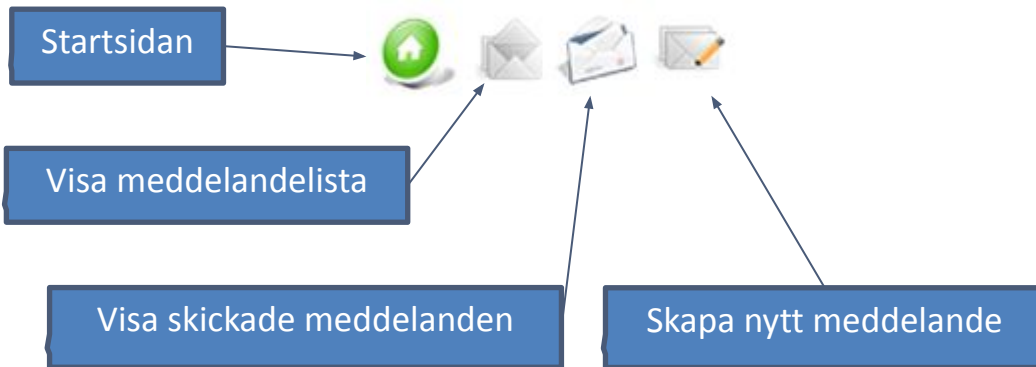 Startsidan
Visa meddelandelista
Visa skickade meddelanden
Skapa nytt meddelande